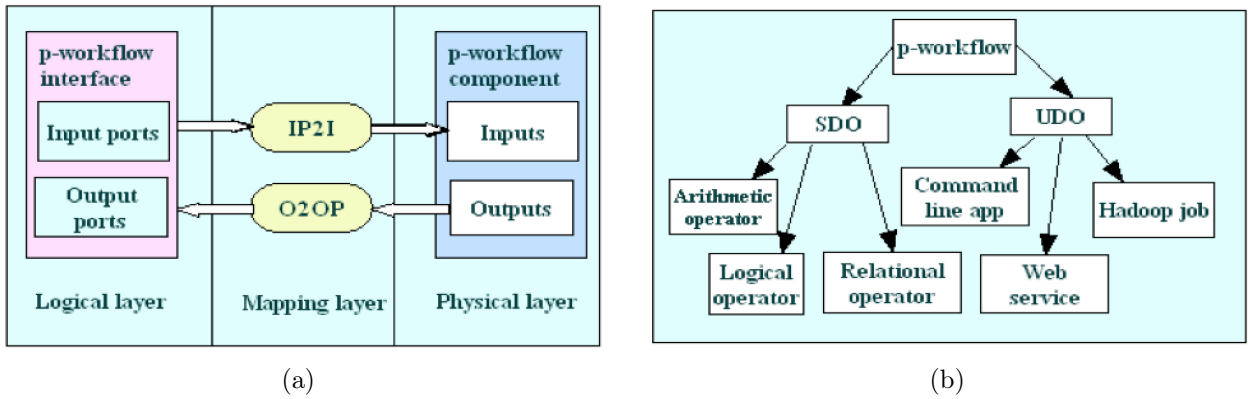 p-workflow
interface
Input ports
Output
ports
Logical layer
IP2I
O2OP
Mapping layer
p-workflow
component
Inputs
Outputs
Physical layer
(a)
p-workflow
SDO
UDO
Arithmetic
operator
Logical
operator
Relational
operator
Command
line app
Web
service
Hadoop job
(b)